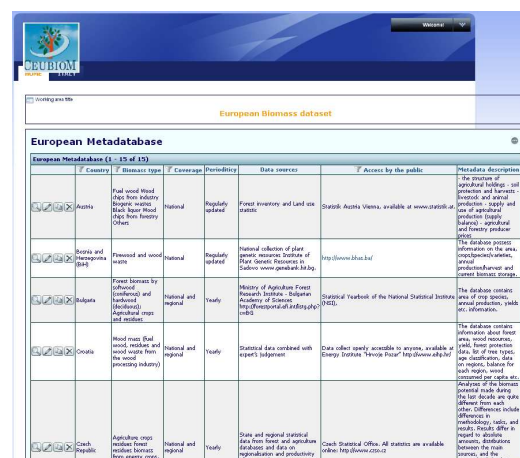 Welcome!
CEUBIOM
ITALY
Working area title
European Biomass dataset
European Metadatabase
European Metadatabase (1 - 15 of 15)
Country Biomass type Coverage Perioditicy Data sources Access by the public Metadata description
Austria
Fuel wood Wood
chips from industry
Biogenic wastes
Black liquor Wood
chips from forestry
Others
National
Regularly
updated
Forest inventory and Land use
statistic
Statistik Austria Vienna, available at www.statistik.at.
- the structure of
agricultural holdings - soil
protection and harvests -
livestock and animal
production - supply and
use of agricultural
production (supply
balance) - agricultural
and forestry producer
prices
Bosnia and
Herzegovina
(BiH)
Firewood and wood
waste
National
Regularly
updated
National collection of plant
genetic resources Institute of
Plant Genetic Resources in
Sadovo www.genebank.hit.bg.
http://www.bhas.ba/
The database possess
information on the area,
crops/species/varieties,
annual
production/harvest and
current biomass storage.
Bulgaria
Forest biomass by
softwood
(coniferous) and
hardwood
(deciduous);
Agricultural crops
and residues
National and
regional
Yearly
Ministry of Agriculture Forest
Research Institute - Bulgarian
Academy of Sciences
Statistical Yearbook of the National Statistical Institute
(NSI),
The database contains
area of crop species,
annual production, yields
etc. information.
Croatia
Wood mass (fuel
wood, residues and
wood waste from
the wood
processing industry)
National and
regional
Yearly
Statistical data combined with
expert's judgement
Data collect openly accessible to anyone, available at
Energy Institute "Hrvoje Pozar" http://www.eihp.hr/
The database contains
information about forest
area, wood resources,
yield, forest protection
data, list of tree types,
age classification, data
on regions, balance for
each region, wood
consumed per capita etc.
Czech
Republic
Agriculture crops
residues forest
residues biomass
from energy crops
National and
regional
Yearly
State and regional statistical
data from forest and agriculture
databases and data on
regionalisation and productivity
Czech Statistical Office. All statistics are available
online: http://www.czso.cz
Analyses of the biomass
potential made during
the last decade are quite
different from each
other. Differences include
differences in
methodology, tasks, and
results. Results differ in
regard to absolute
amounts, distributions
between the main
sources, and the